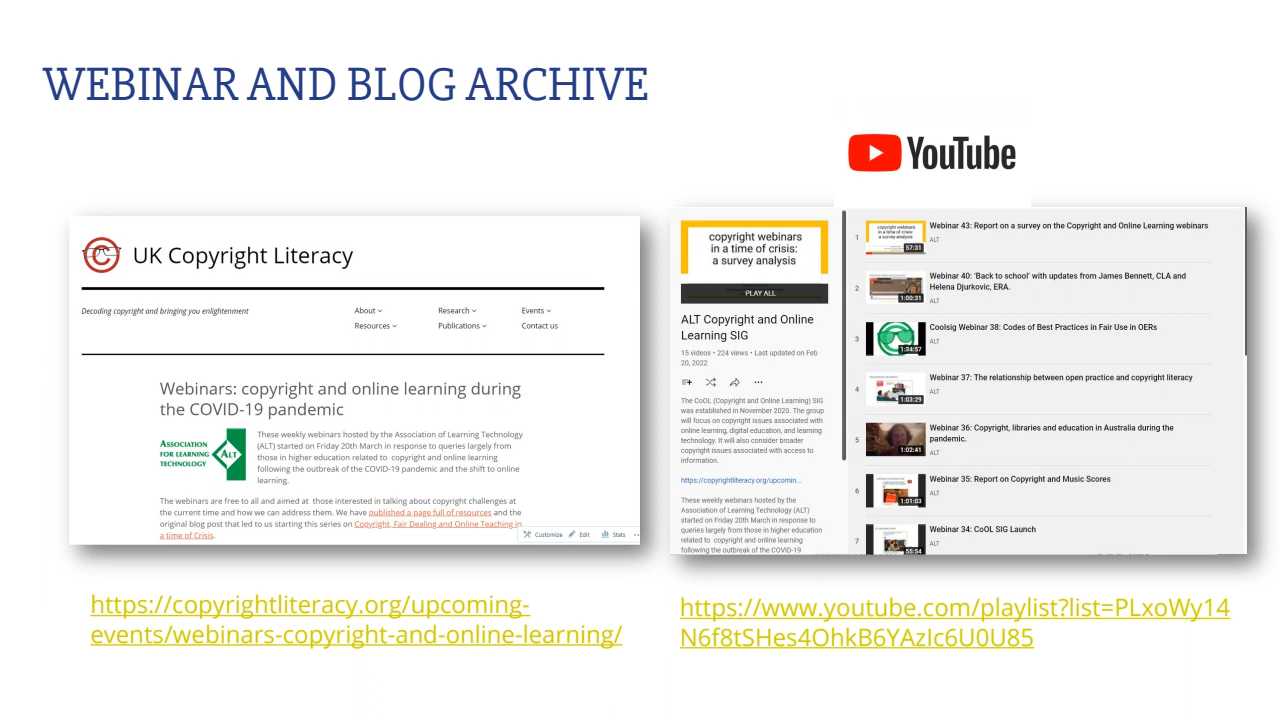 WEBINAR AND BLOG ARCHIVE
YouTube
UK Copyright Literacy
Decoding copyright and bringing you enlightenment
About
Research
Events
Resources
Publications
Contact us
Webinars: copyright and online learning during
the COVID-19 pandemic
ASSOCIATION
FOR LEARNING
TECHNOLOGY
ALT
These weekly webinars hosted by the Association of Learning Technology
(ALT) started on Friday 20th March in response to queries largely from
those in higher education related to copyright and online learning
following the outbreak of the COVID-19 pandemic and the shift to online
learning.
The webinars are free to all and aimed at those interested in talking about copyright challenges at
the current time and how we can address them. We have published a page full of resources and the
original blog post that led to us starting this series on Copyright, Fair Dealing and Online Teaching in
a time of Crisis.
Customize
Edit
Stats
copyright webinars
in a time of crisis:
a survey analysis
PLAY ALL
ALT Copyright and Online
Learning SIG
15 videos • 224 views • Last updated on Feb
20, 2022
The CoOL (Copyright and Online Learning) SIG
was established in November 2020. The group
will focus on copyright issues associated with
online learning, digital education, and learning
technology. It will also consider broader
copyright issues associated with access to
information.
https://copyrightliteracy.org/upcomin...
These weekly webinars hosted by the
Association of Learning Technology (ALT)
started on Friday 20th March in response to
queries largely from those in higher education
related to copyright and online learning
following the outbreak of the COVID-19
1
copyright webinars
in a time of crisis:
a survey analysis
57:31
Webinar 43: Report on a survey on the Copyright and Online Learning webinars
ALT
2
1:00:31
Webinar 40: 'Back to school' with updates from James Bennett, CLA and
Helena Djurkovic, ERA.
ALT
3
1:34:57
Coolsig Webinar 38: Codes of Best Practices in Fair Use in OERs
ALT
4
1:03:29
Webinar 37: The relationship between open practice and copyright literacy
ALT
5
1:02:41
Webinar 36: Copyright, libraries and education in Australia during the
pandemic.
ALT
6
1:01:03
Webinar 35: Report on Copyright and Music Scores
ALT
7
55:54
Webinar 34: CoOL SIG Launch
ALT
https://copyrightliteracy.org/upcoming-
events/webinars-copyright-and-online-learning/
https://www.youtube.com/playlist?list=PLxoWy14
N6f8tSHes4OhkB6YAzIc6U0U85